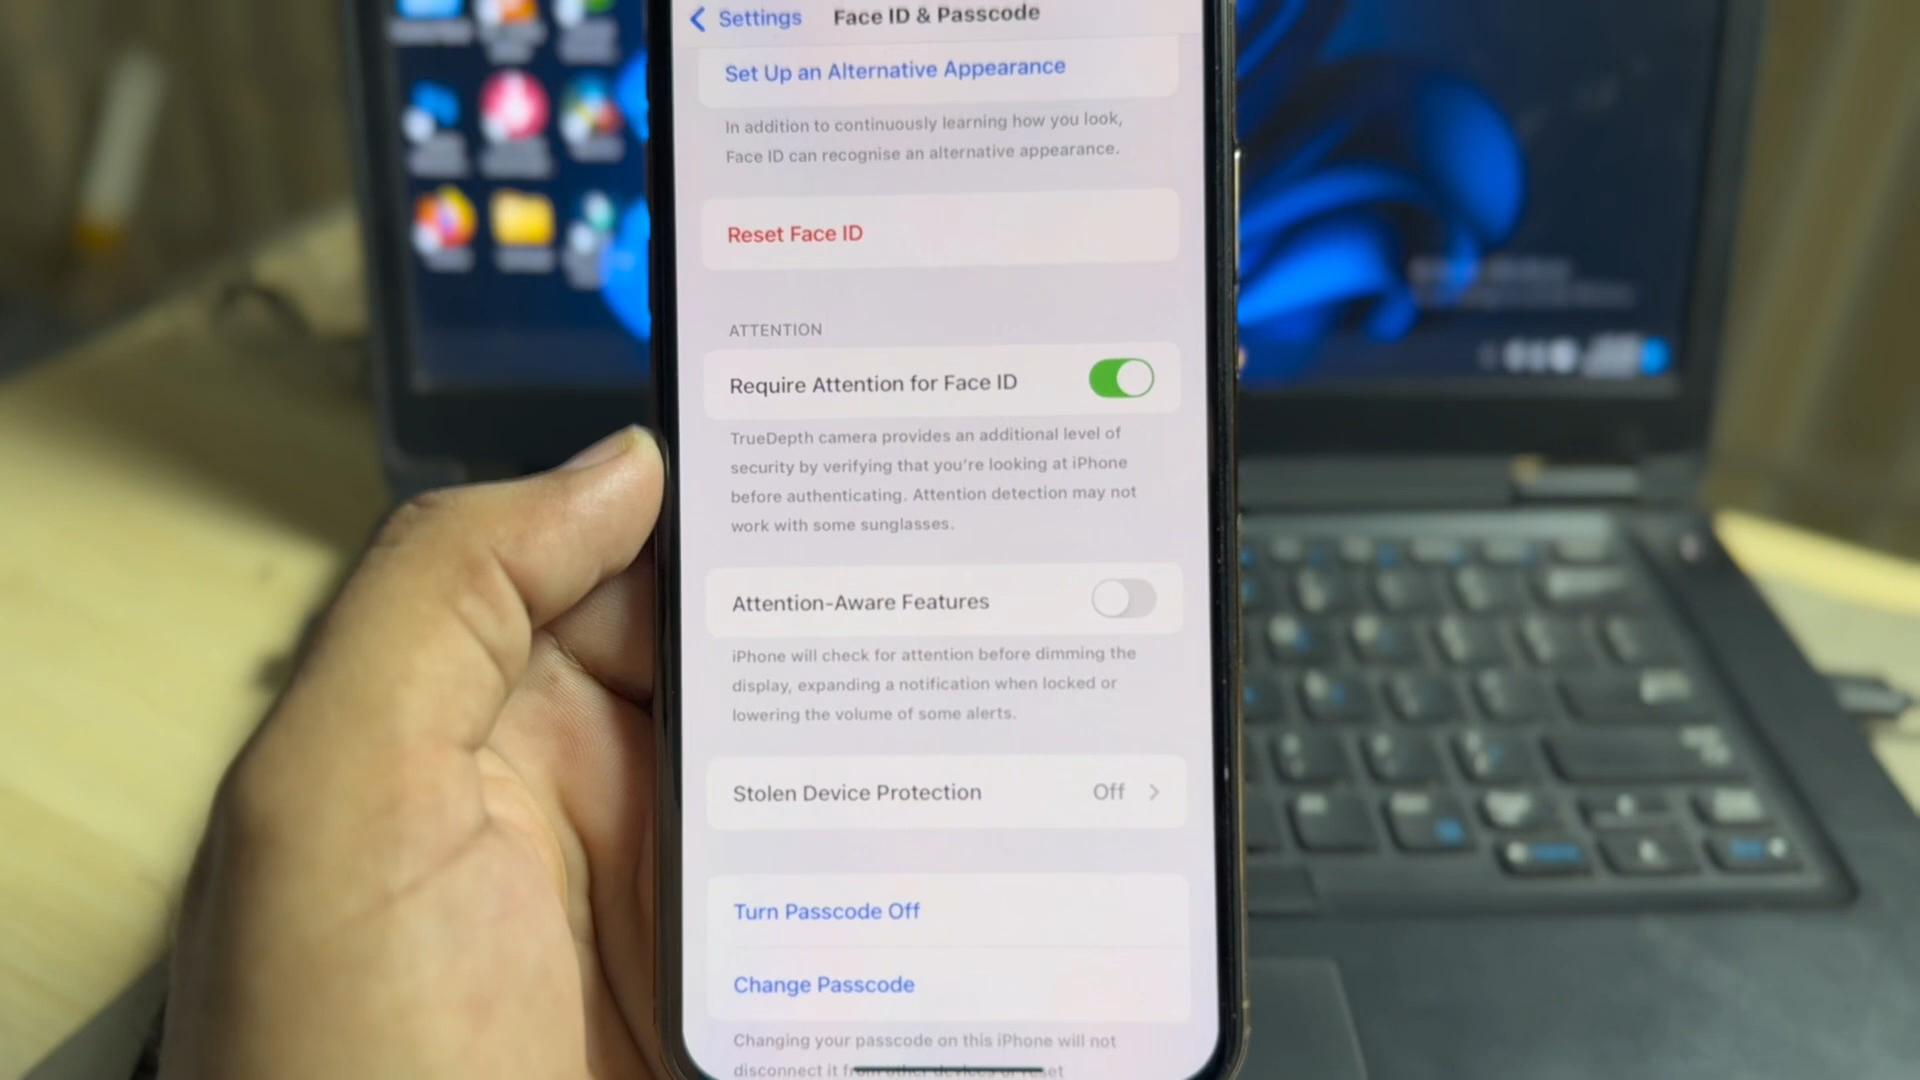 Settings
Face ID & Passcode
Set Up an Alternative Appearance
In addition to continuously learning how you look,
Face ID can recognise an alternative appearance.
Reset Face ID
ATTENTION
Require Attention for Face ID
TrueDepth camera provides an additional level of
security by verifying that you're looking at iPhone
before authenticating. Attention detection may not
work with some sunglasses.
Attention-Aware Features
iPhone will check for attention before dimming the
display, expanding a notification when locked or
lowering the volume of some alerts.
Stolen Device Protection
Off
Turn Passcode Off
Change Passcode
Changing your passcode on this iPhone will not
disconnect it from other devices or reset